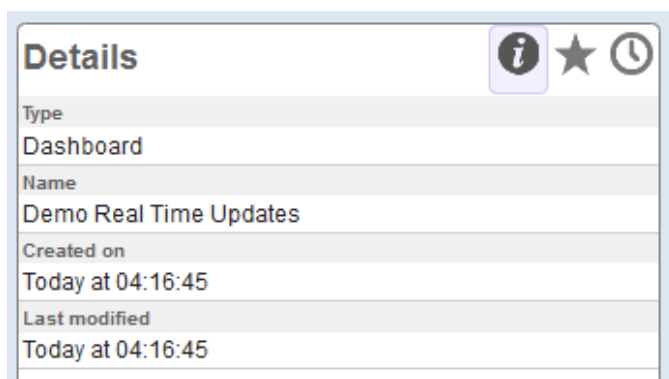 Details
Type
Dashboard
Name
Demo Real Time Updates
Created on
Today at 04:16:45
Last modified
Today at 04:16:45